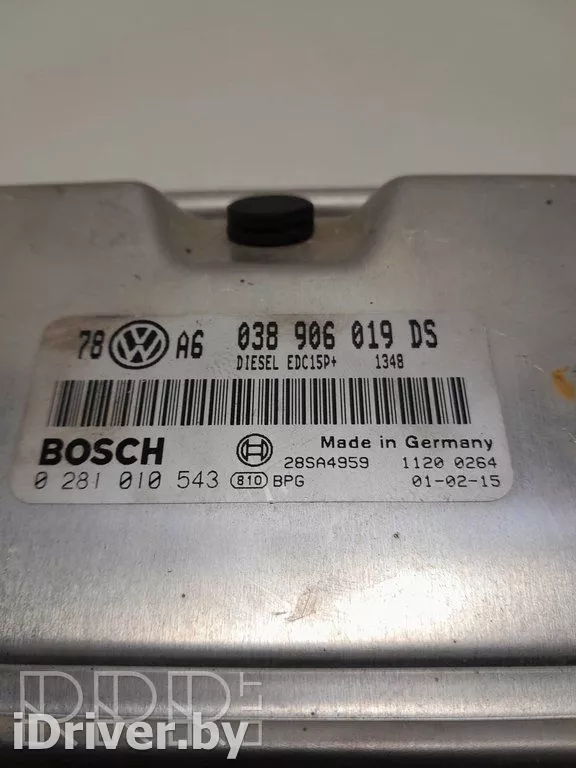 78 VW A6 038 906 019 DS
DIESEL EDC15P+ 1348
BOSCH Made in Germany
28SA4959 1120 0264
0 281 010 543 810 BPG 01-02-15
iDriver.by